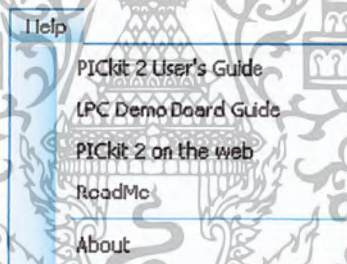 Help
PICkit 2 User's Guide
LPC Demo Board Guide
PICkit 2 on the web
ReadMe
About